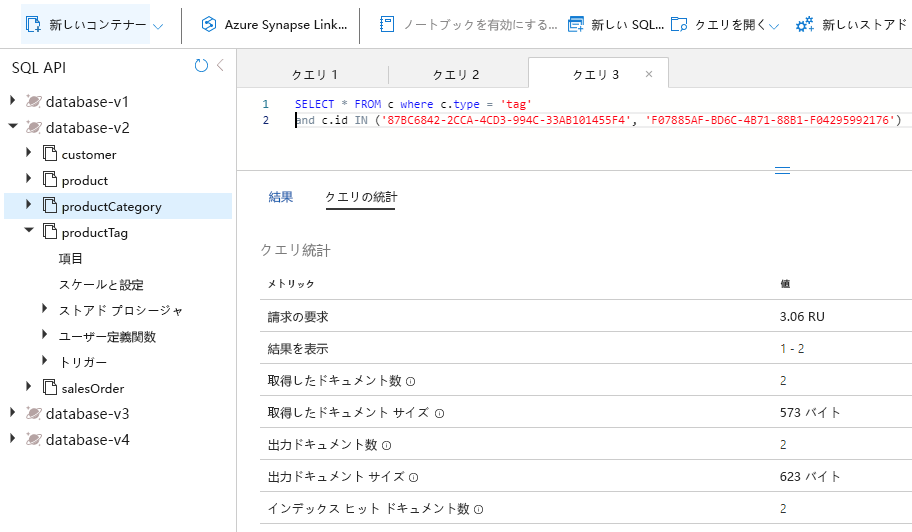 新しいコンテナー
Azure Synapse Link...
ノートブックを有効にする...
新しい SQL...
クエリを開く
新しいストアド
SQL API
database-v1
database-v2
customer
product
productCategory
productTag
項目
スケールと設定
ストアド プロシージャ
ユーザー定義関数
トリガー
salesOrder
database-v3
database-v4
クエリ 1
クエリ 2
クエリ 3
1 SELECT * FROM c where c.type = 'tag'
2 and c.id IN ('87BC6842-2CCA-4CD3-994C-33AB101455F4', 'F07885AF-BD6C-4B71-88B1-F04295992176')
結果
クエリの統計
クエリ統計
メトリック 値
請求の要求 3.06 RU
結果を表示 1 - 2
取得したドキュメント数 2
取得したドキュメント サイズ 573 バイト
出力ドキュメント数 2
出力ドキュメント サイズ 623 バイト
インデックス ヒット ドキュメント数 2